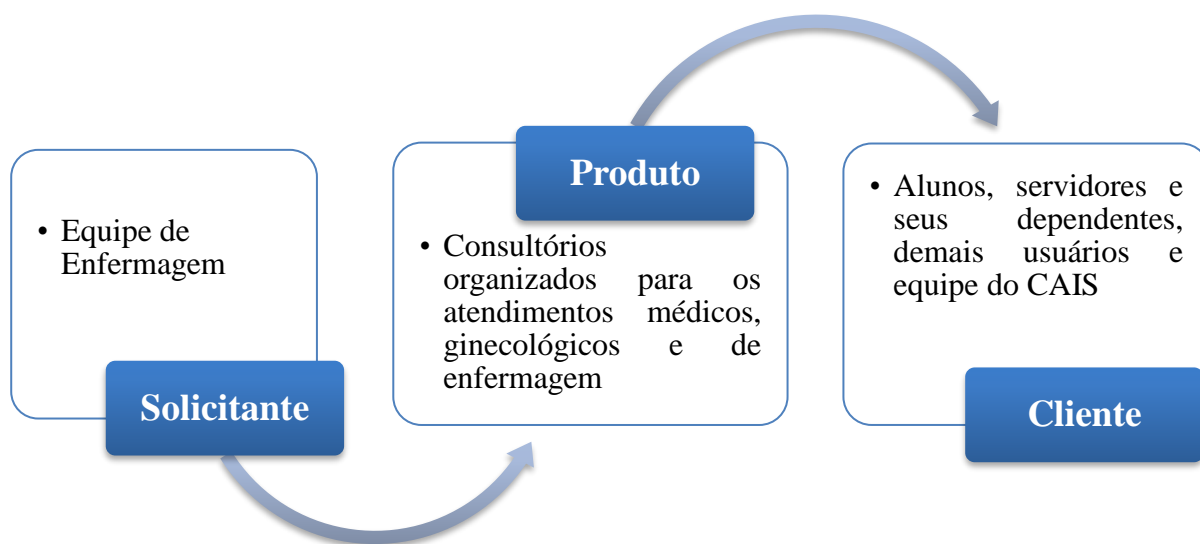 • Equipe de
Enfermagem
Solicitante
Produto
• Consultórios
organizados para os
atendimentos médicos,
ginecológicos e de
enfermagem
• Alunos, servidores e
seus dependentes,
demais usuários e
equipe do CAIS
Cliente